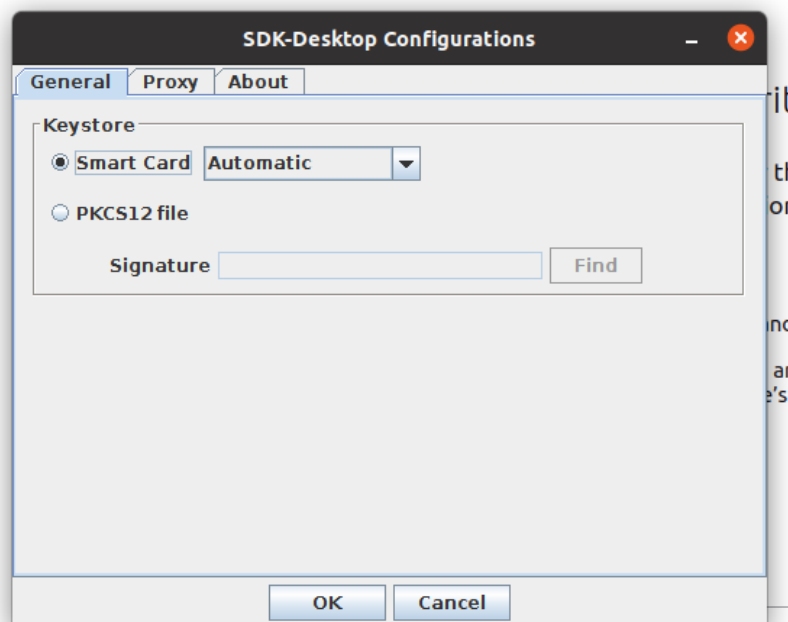 SDK-Desktop Configurations
General Proxy About
Keystore
Smart Card Automatic
PKCS12 file
Signature Find
OK Cancel